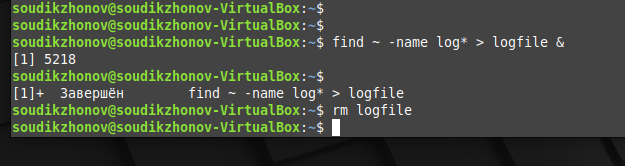 soudikzhonov@soudikzhonov-VirtualBox:~$
soudikzhonov@soudikzhonov-VirtualBox:~$
soudikzhonov@soudikzhonov-VirtualBox:~$ find ~ -name log* > logfile &
[1] 5218
soudikzhonov@soudikzhonov-VirtualBox:~$
[1]+  Завершён        find ~ -name log* > logfile
soudikzhonov@soudikzhonov-VirtualBox:~$ rm logfile
soudikzhonov@soudikzhonov-VirtualBox:~$